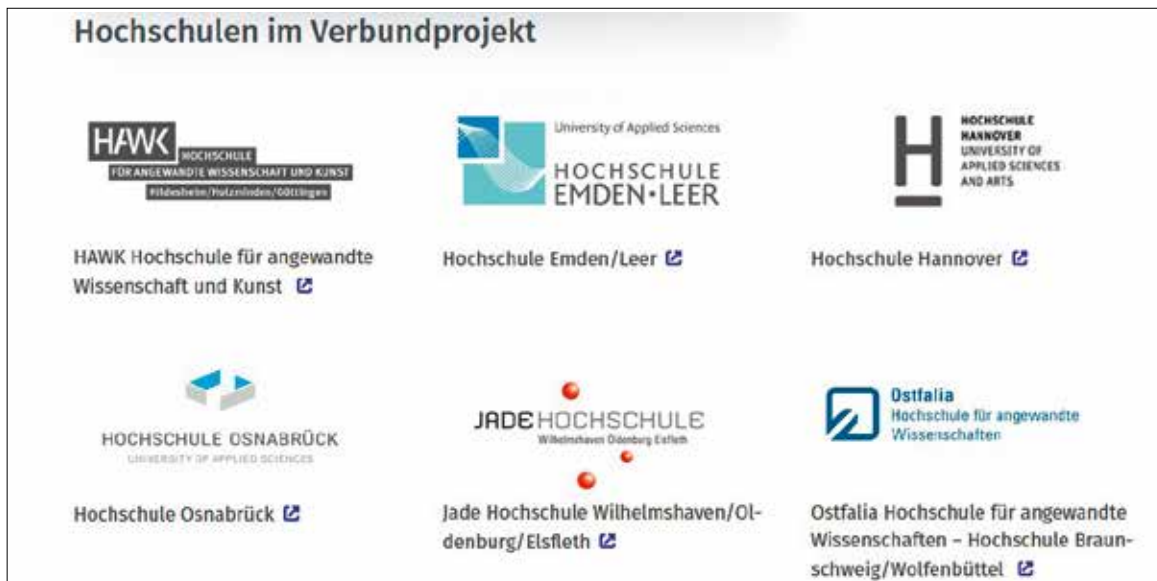 Hochschulen im Verbundprojekt
HAWK
HOCHSCHULE
FÜR ANGEWANDTE WISSENSCHAFT UND KUNST
Hildesheim/Holzminden/Göttingen
HAWK Hochschule für angewandte
Wissenschaft und Kunst
University of Applied Sciences
HOCHSCHULE
EMDEN•LEER
Hochschule Emden/Leer
H
HOCHSCHULE
HANNOVER
UNIVERSITY OF
APPLIED SCIENCES
AND ARTS
Hochschule Hannover
HOCHSCHULE OSNABRÜCK
UNIVERSITY OF APPLIED SCIENCES
Hochschule Osnabrück
JADEHOCHSCHULE
Wilhelmshaven Oldenburg Elsfleth
Jade Hochschule Wilhelmshaven/Ol-
denburg/Elsfleth
Ostfalia
Hochschule für angewandte
Wissenschaften
Ostfalia Hochschule für angewandte
Wissenschaften – Hochschule Braun-
schweig/Wolfenbüttel